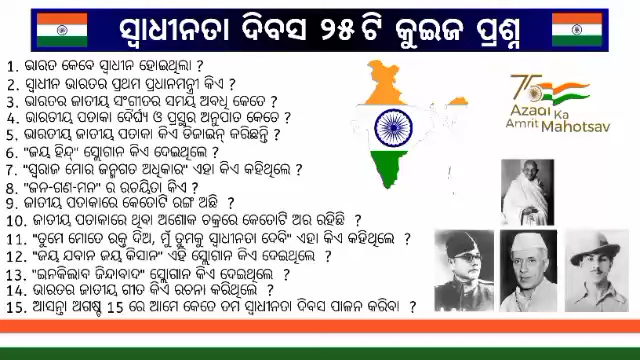 ସ୍ୱାଧୀନତା ଦିବସ ୨୫ ଟି କୁଇଜ ପ୍ରଶ୍ନ
1. ଭାରତ କେବେ ସ୍ୱାଧୀନ ହୋଇଥିଲା ?
2. ସ୍ୱାଧୀନ ଭାରତର ପ୍ରଥମ ପ୍ରଧାନମନ୍ତ୍ରୀ କିଏ ?
3. ଭାରତର ଜାତୀୟ ସଂଗୀତର ସମୟ ଅବଧି କେତେ ?
4. ଭାରତୀୟ ପତାକା ଦୈର୍ଘ୍ୟ ଓ ପ୍ରସ୍ଥର ଅନୁପାତ କେତେ ?
5. ଭାରତୀୟ ଜାତୀୟ ପତାକା କିଏ ଡିଜାଇନ୍ କରିଛନ୍ତି ?
6. "ଜୟ ହିନ୍ଦ୍" ସ୍ଲୋଗାନ କିଏ ଦେଇଥିଲେ ?
7. "ସ୍ୱରାଜ ମୋର ଜନ୍ମଗତ ଅଧିକାର" ଏହା କିଏ କହିଥିଲେ ?
8. "ଜନ-ଗଣ-ମନ" ର ରଚୟିତା କିଏ ?
9. ଜାତୀୟ ପତାକାରେ କେତୋଟି ରଙ୍ଗ ଅଛି ?
10. ଜାତୀୟ ପତାକାରେ ଥିବା ଅଶୋକ ଚକ୍ରରେ କେତୋଟି ଅର ରହିଛି ?
11. "ତୁମେ ମୋତେ ରକ୍ତ ଦିଅ, ମୁଁ ତୁମକୁ ସ୍ୱାଧୀନତା ଦେବି" ଏହା କିଏ କହିଥିଲେ ?
12. "ଜୟ ଯବାନ ଜୟ କିସାନ" ଏହି ସ୍ଲୋଗାନ କିଏ ଦେଇଥିଲେ ?
13. "ଇନକିଲାବ ଜିନ୍ଦାବାଦ" ସ୍ଲୋଗାନ କିଏ ଦେଇଥିଲେ ?
14. ଭାରତର ଜାତୀୟ ଗୀତ କିଏ ରଚନା କରିଥିଲେ ?
15. ଆସନ୍ତା ଅଗଷ୍ଟ 15 ରେ ଆମେ କେତେ ତମ ସ୍ୱାଧୀନତା ଦିବସ ପାଳନ କରିବା ?
75
Azadi Ka
Amrit Mahotsav